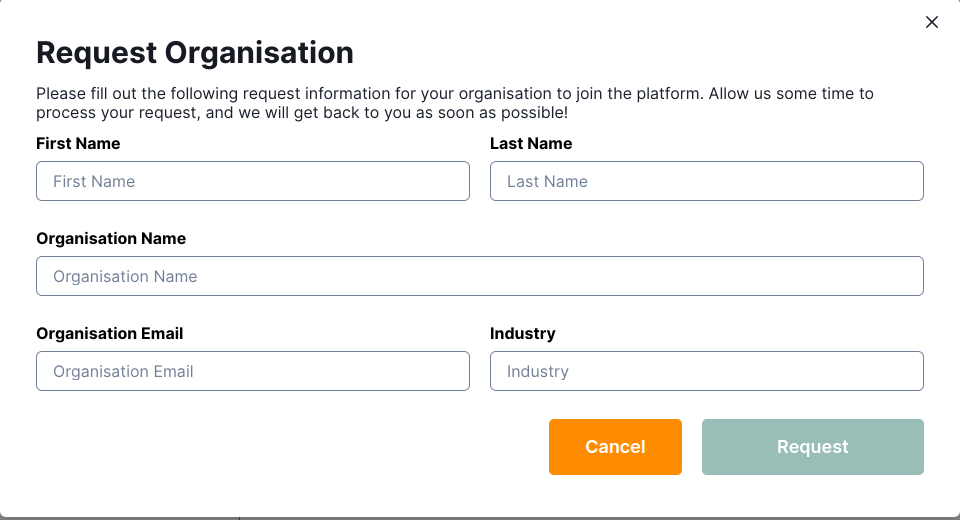 Request Organisation
Please fill out the following request information for your organisation to join the platform. Allow us some time to
process your request, and we will get back to you as soon as possible!
First Name
Last Name
First Name
Last Name
Organisation Name
Organisation Name
Organisation Email
Industry
Organisation Email
Industry
Cancel
Request